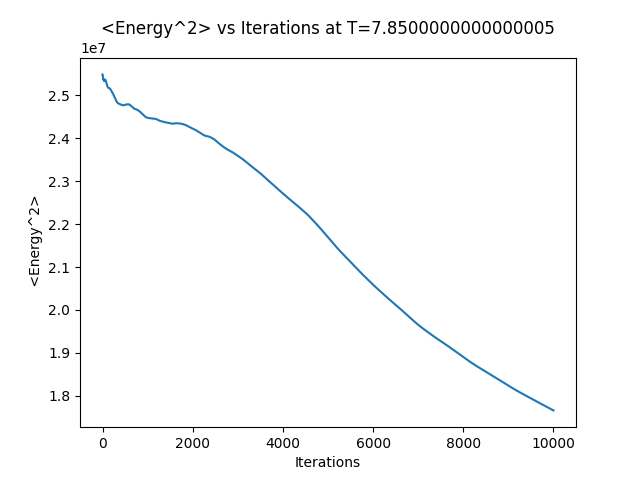 <Energy^2> vs Iterations at T=7.8500000000000005
1e7
2.5
2.4
2.3
2.2
2.1
2.0
1.9
1.8
<Energy^2>
0 2000 4000 6000 8000 10000
Iterations